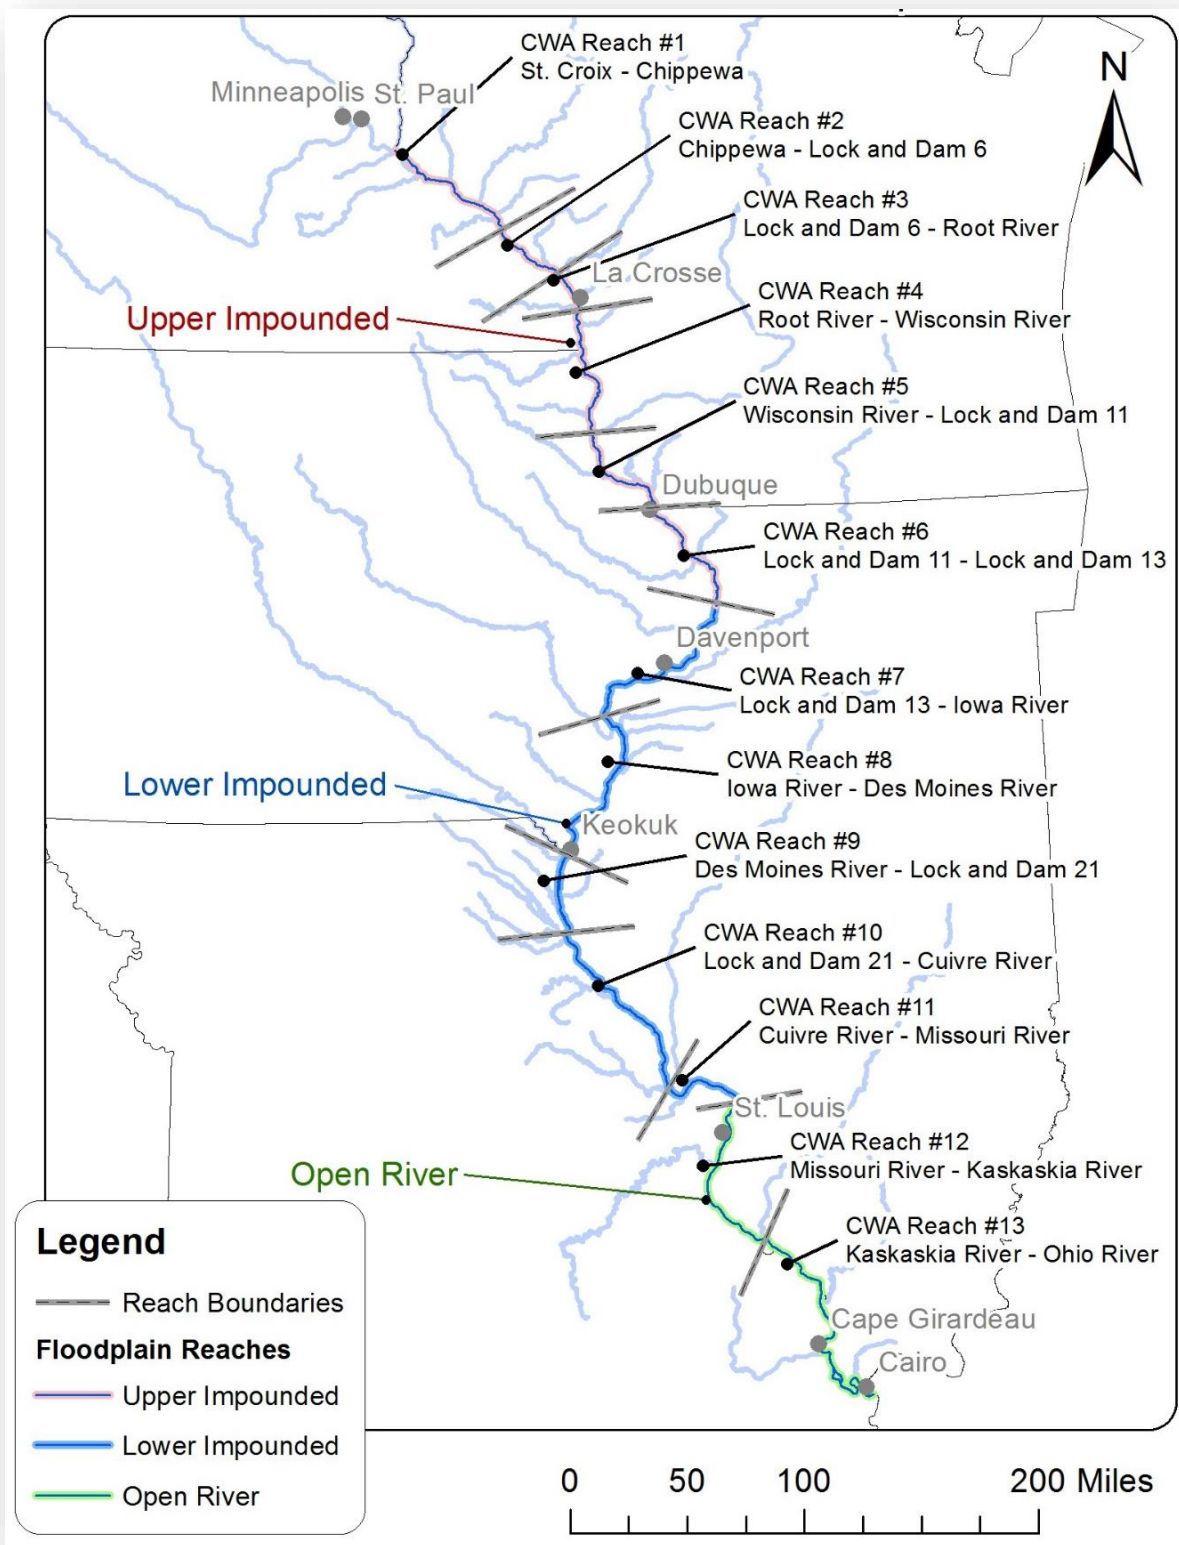 CWA Reach #1
St. Croix - Chippewa
N
Minneapolis St. Paul
CWA Reach #2
Chippewa - Lock and Dam 6
CWA Reach #3
Lock and Dam 6 - Root River
La Crosse
CWA Reach #4
Root River - Wisconsin River
Upper Impounded
CWA Reach #5
Wisconsin River - Lock and Dam 11
Dubuque
CWA Reach #6
Lock and Dam 11 - Lock and Dam 13
Davenport
CWA Reach #7
Lock and Dam 13 - Iowa River
CWA Reach #8
Iowa River - Des Moines River
Lower Impounded
Keokuk
CWA Reach #9
Des Moines River - Lock and Dam 21
CWA Reach #10
Lock and Dam 21 - Cuivre River
CWA Reach #11
Cuivre River - Missouri River
St. Louis
CWA Reach #12
Missouri River - Kaskaskia River
Open River
CWA Reach #13
Kaskaskia River - Ohio River
Cape Girardeau
Cairo
Legend
Reach Boundaries
Floodplain Reaches
Upper Impounded
Lower Impounded
Open River
0 50 100 200 Miles